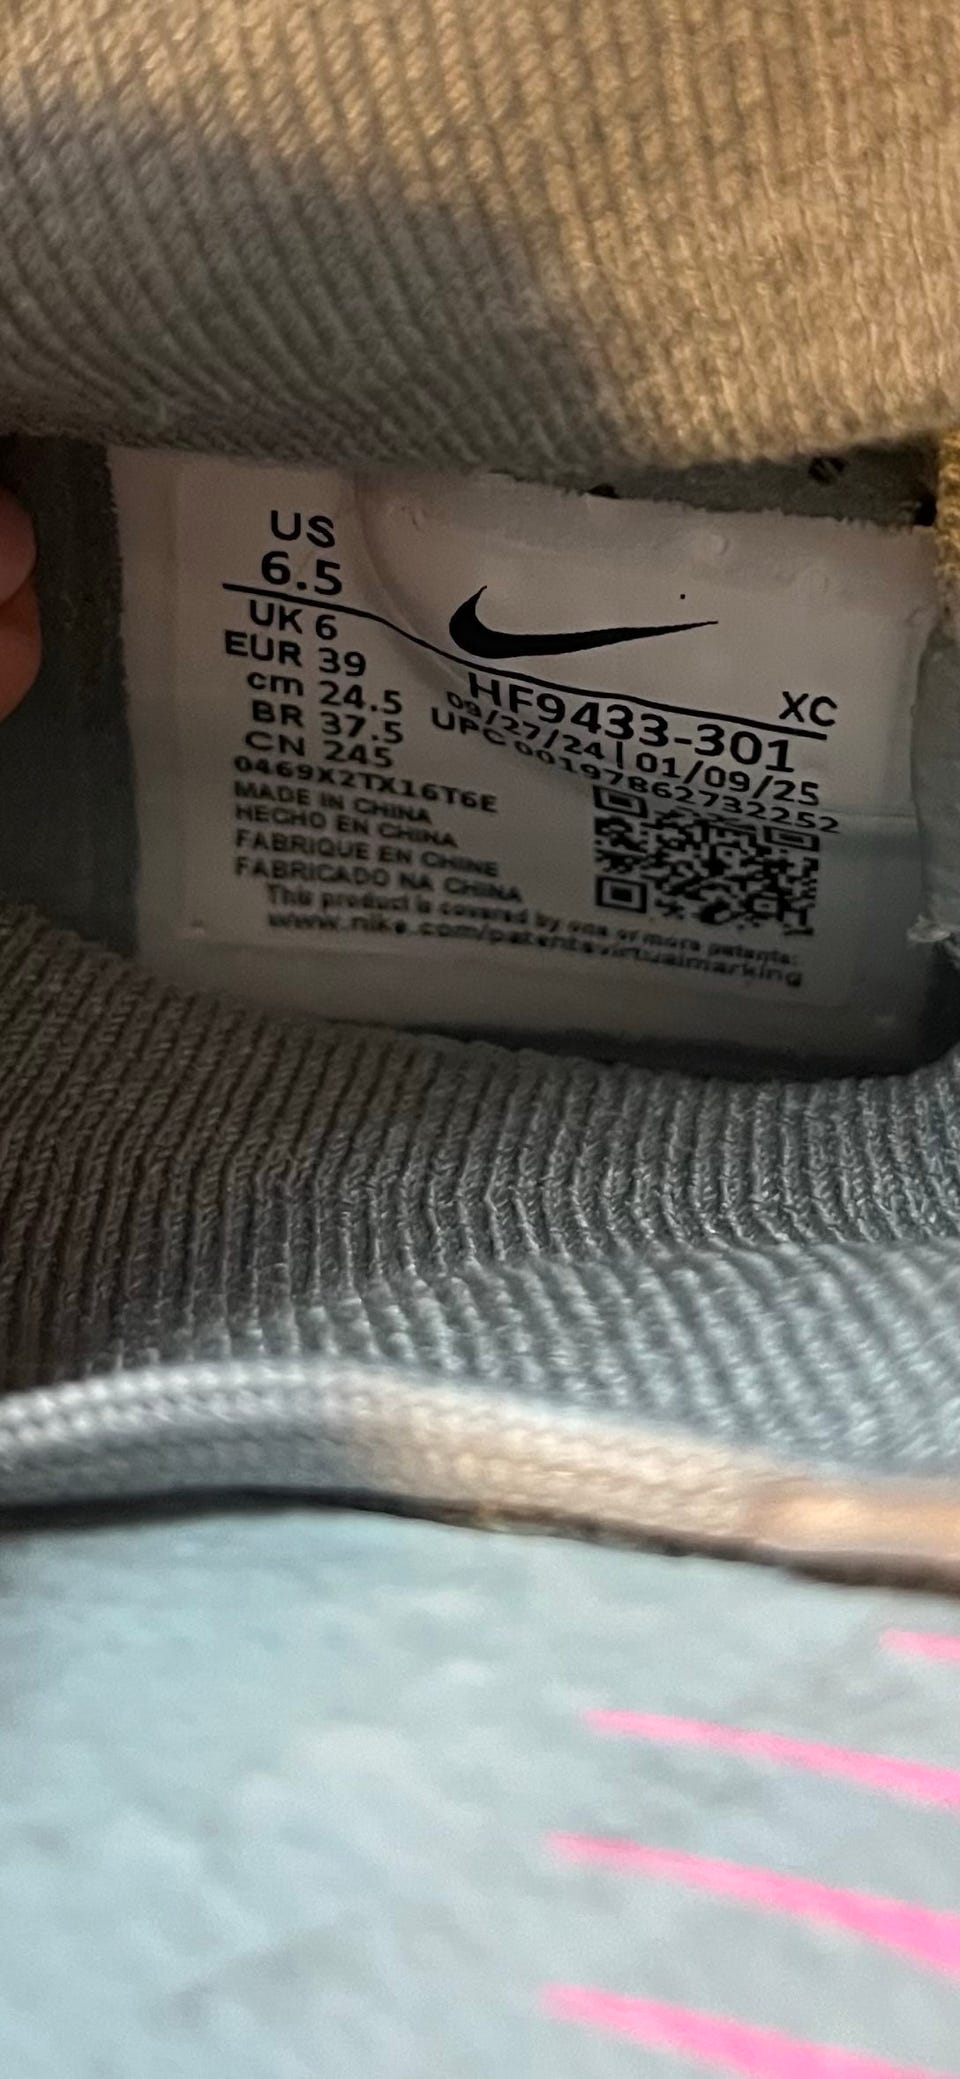 US
6.5
UK 6
EUR 39
cm 24.5
BR 37.5
CN 245
0469X2TX16T6E
MADE IN CHINA
HECHO EN CHINA
FABRIQUE EN CHINE
FABRICADO NA CHINA
XC
HF9433-301
09/27/24 | 01/09/25
UPC 00197862732252
This product is covered by one or more patents:
www.nike.com/patentsvirtualmarking